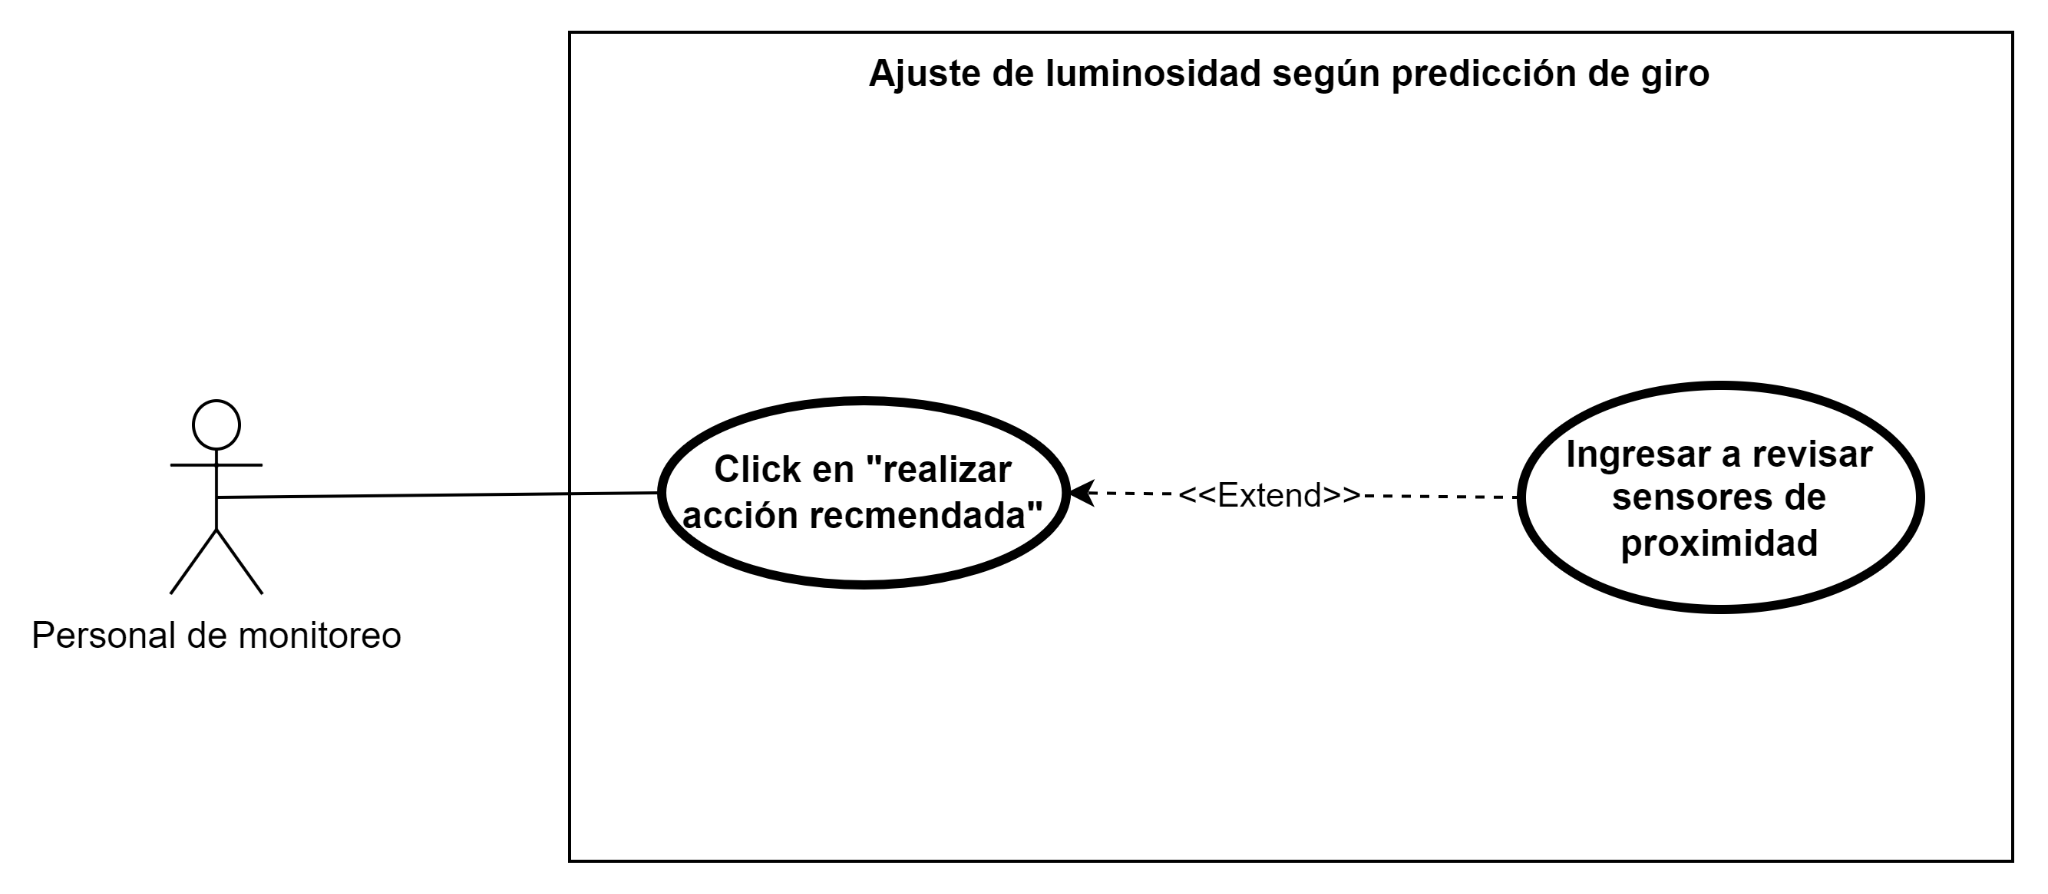 Ajuste de luminosidad según predicción de giro
Click en "realizar
acción recmendada"
<<Extend>>
Ingresar a revisar
sensores de
proximidad
Personal de monitoreo